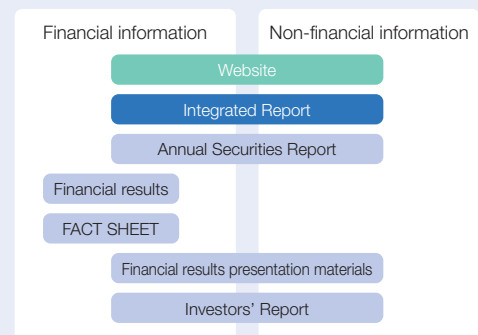 Financial information
Non-financial information
Website
Integrated Report
Annual Securities Report
Financial results
FACT SHEET
Financial results presentation materials
Investors’ Report